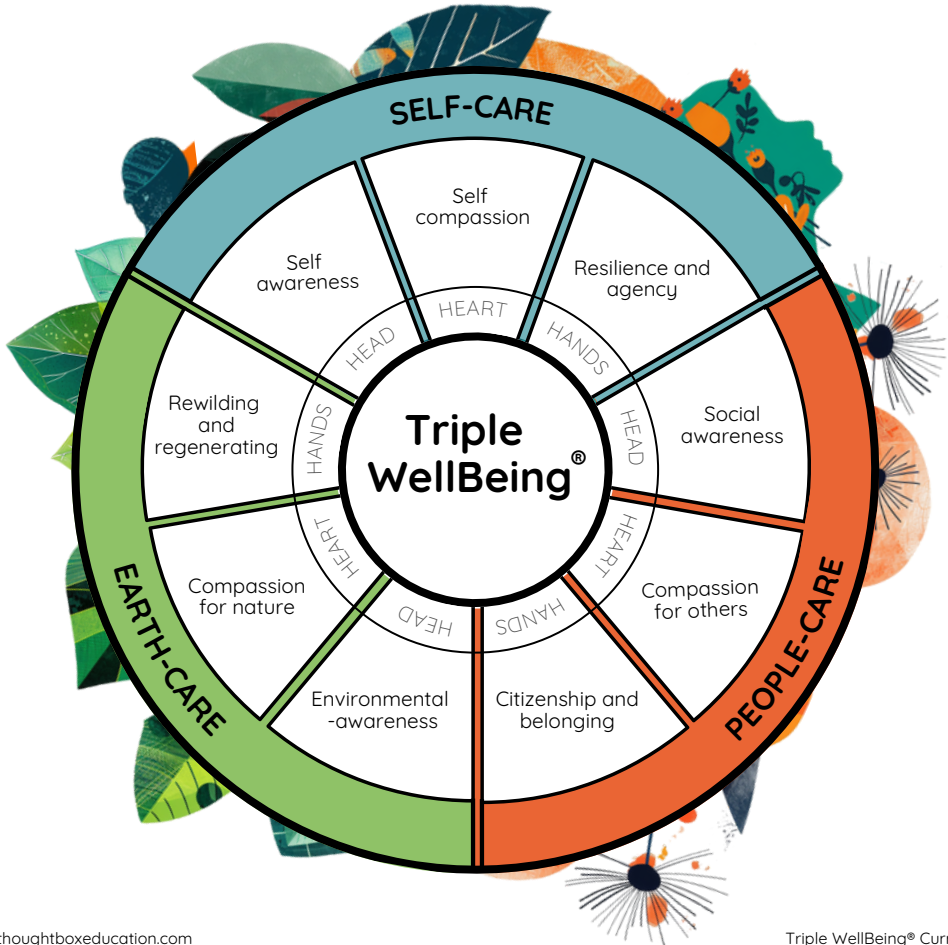 SELF-CARE
Self
compassion
Self
awareness
Resilience and
agency
HEART
HEAD
HANDS
Rewilding
and
regenerating
HANDS
Triple
WellBeing®
HEAD
Social
awareness
Compassion
for nature
HEART
HEART
Compassion
for others
EARTH-CARE
HEAD
HANDS
PEOPLE-CARE
Environmental
-awareness
Citizenship and
belonging
houghtboxeducation.com
Triple WellBeing® Curr